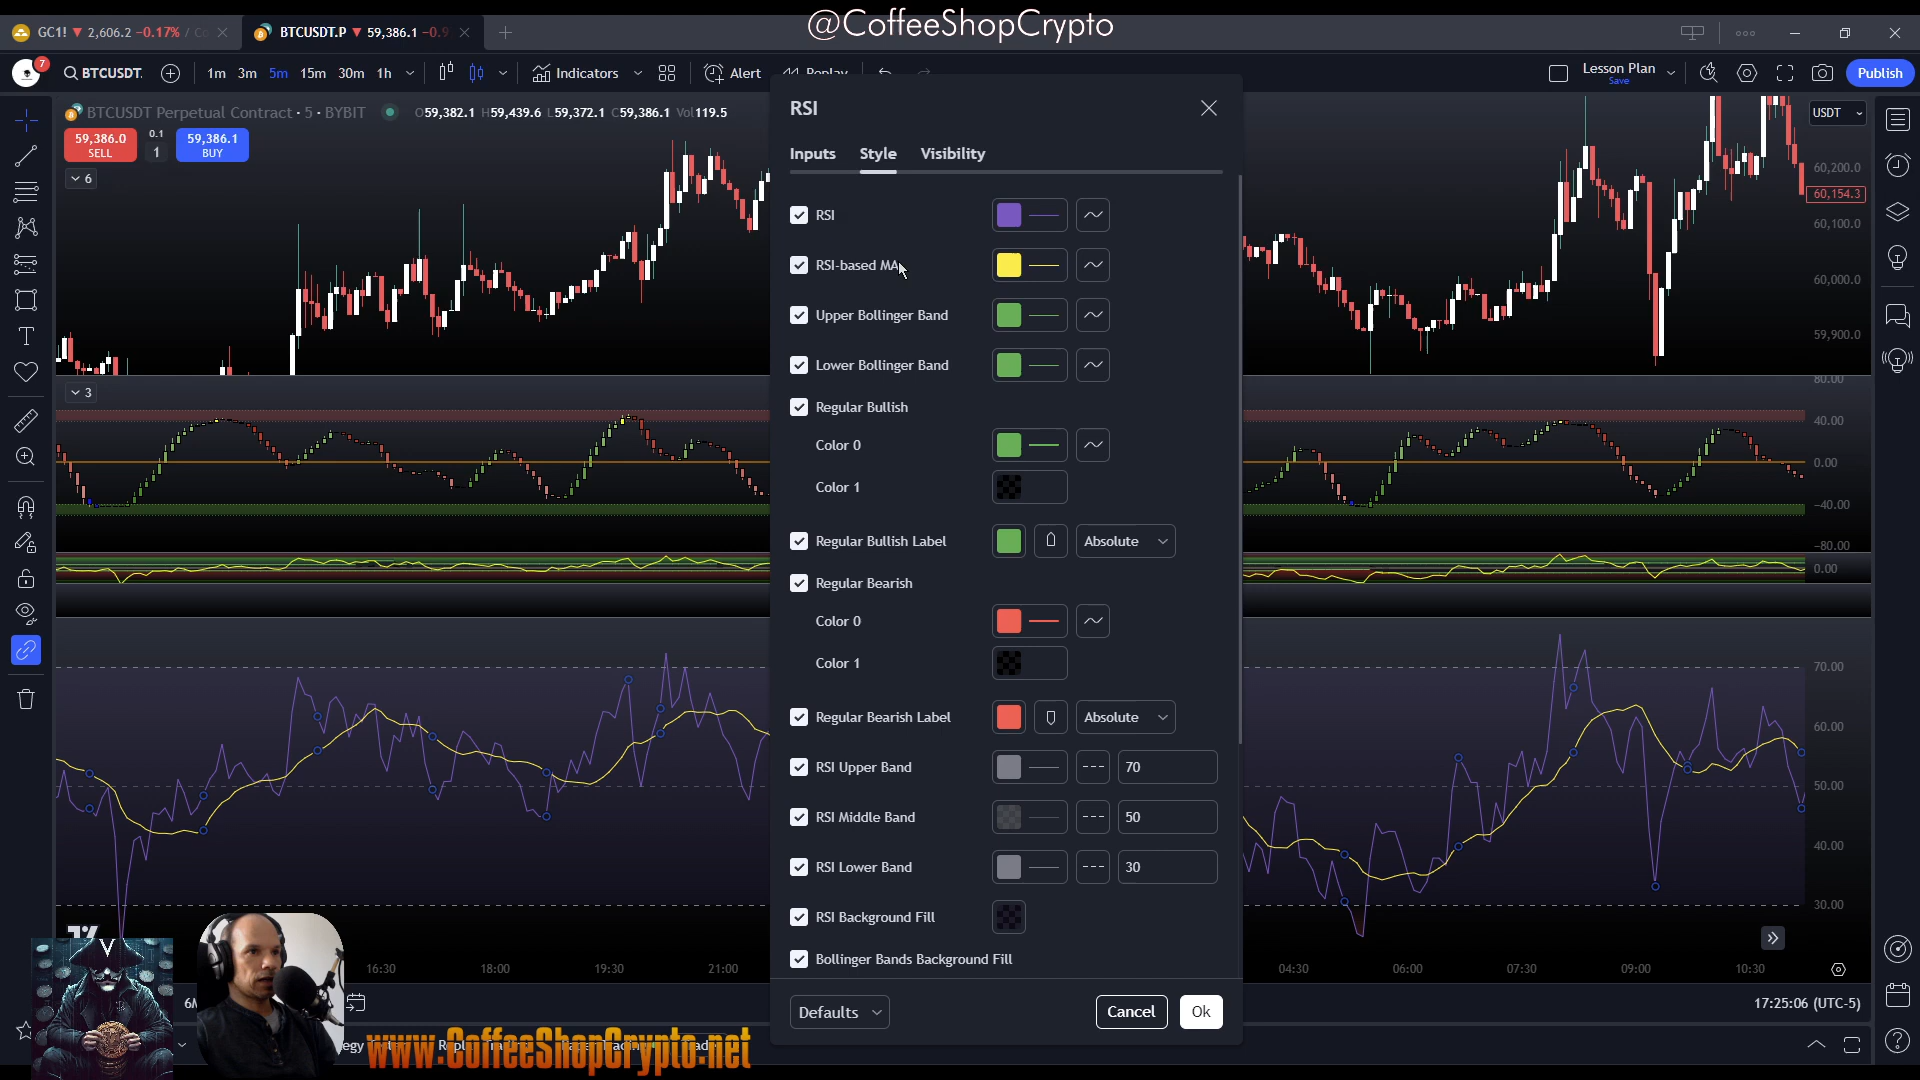 @CoffeeShopCrypto
GC1! ▼ 2,606.2 -0.17% / Co
BTCUSDT.P ▼ 59,386.1 -0.9
7
BTCUSDT.
1m 3m 5m 15m 30m 1h
Indicators
Alert
Replay
Lesson Plan
Save
Publish
BTCUSDT Perpetual Contract · 5 · BYBIT
O59,382.1 H59,439.6 L59,372.1 C59,386.1 Vol119.5
59,386.0
SELL
0.1
1
59,386.1
BUY
6
3
USDT
60,200.0
60,154.3
60,100.0
60,000.0
59,900.0
80.00
40.00
0.00
-40.00
-80.00
0.00
70.00
60.00
50.00
40.00
30.00
RSI
Inputs Style Visibility
RSI
RSI-based MA
Upper Bollinger Band
Lower Bollinger Band
Regular Bullish
Color 0
Color 1
Regular Bullish Label Absolute
Regular Bearish
Color 0
Color 1
Regular Bearish Label Absolute
RSI Upper Band 70
RSI Middle Band 50
RSI Lower Band 30
RSI Background Fill
Bollinger Bands Background Fill
Defaults
Cancel
Ok
16:30 18:00 19:30 21:00
04:30 06:00 07:30 09:00 10:30
17:25:06 (UTC-5)
www.CoffeeShopCrypto.net